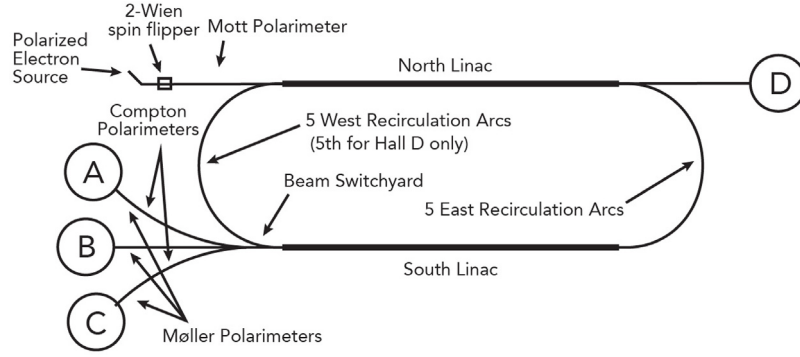 2-Wien
spin flipper
Mott Polarimeter
Polarized
Electron
Source
North Linac
D
Compton
Polarimeters
5 West Recirculation Arcs
(5th for Hall D only)
A
Beam Switchyard
5 East Recirculation Arcs
B
South Linac
C
Møller Polarimeters